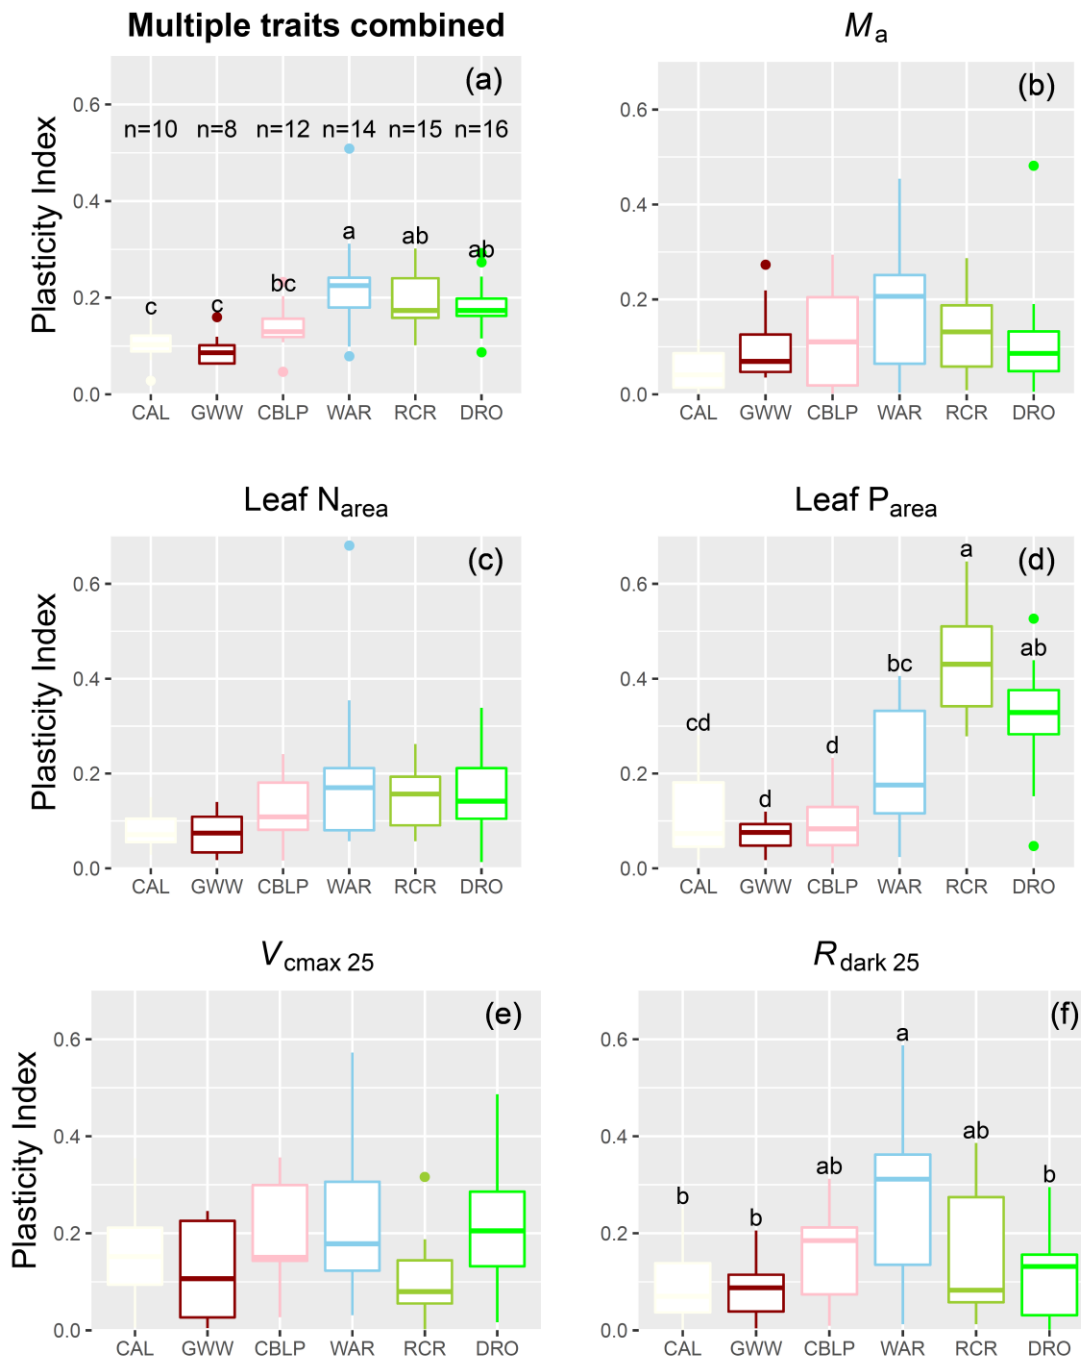 Multiple traits combined
Ma
(a)
(b)
n=10 n=8 n=12 n=14 n=15 n=16
Plasticity Index
0.6
0.4
0.2
0.0
c c bc a ab ab
CAL GWW CBLP WAR RCR DRO
0.6
0.4
0.2
0.0
CAL GWW CBLP WAR RCR DRO
Leaf Narea
Leaf Parea
(c)
(d)
Plasticity Index
0.6
0.4
0.2
0.0
CAL GWW CBLP WAR RCR DRO
0.6
0.4
0.2
0.0
cd d d bc a ab
CAL GWW CBLP WAR RCR DRO
Vcmax 25
Rdark 25
(e)
(f)
Plasticity Index
0.6
0.4
0.2
0.0
CAL GWW CBLP WAR RCR DRO
0.6
0.4
0.2
0.0
b b ab a ab b
CAL GWW CBLP WAR RCR DRO